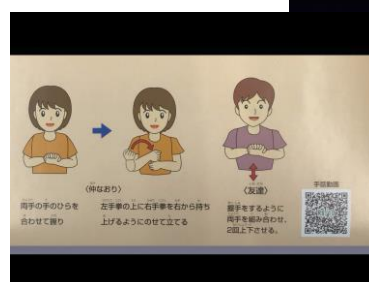 〈仲なおり〉
両手の手のひらを
合わせて握り
左手拳の上に右手拳を右から持ち
上げるようにのせて立てる
〈友達〉
握手をするように
両手を組み合わせ、
2回上下させる。
手話動画